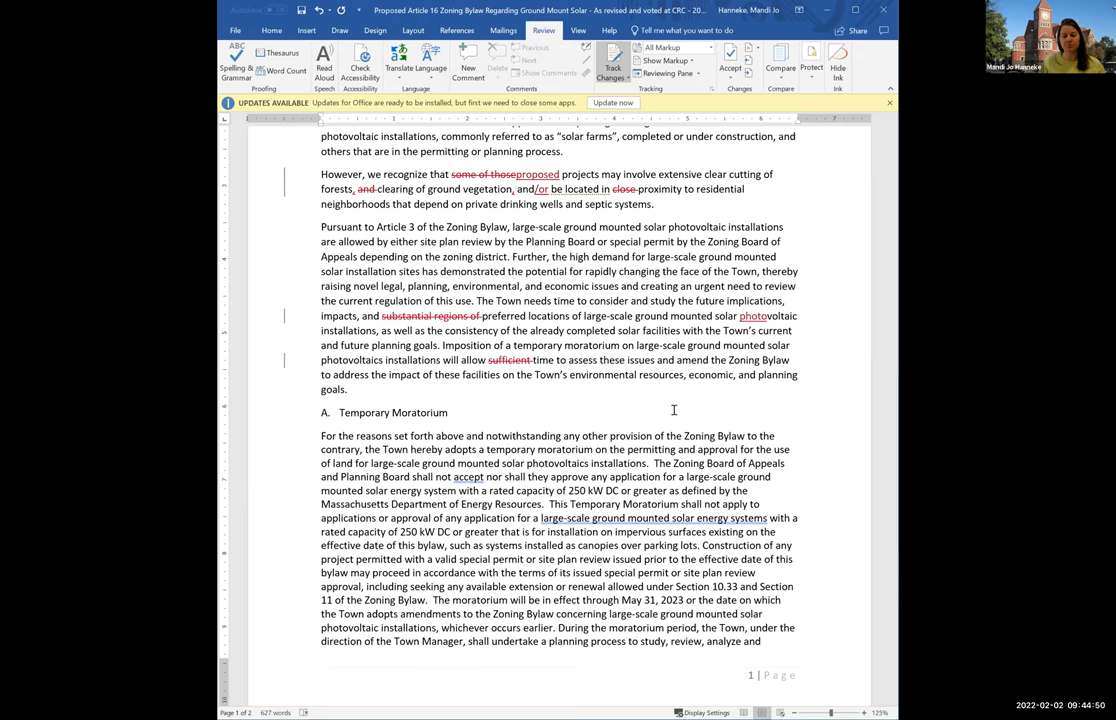 AutoSave Off
Proposed Article 16 Zoning Bylaw Regarding Ground Mount Solar - As revised and voted at CRC - 20...
Hanneke, Mandi Jo
File Home Insert Draw Design Layout References Mailings Review View Help Tell me what you want to do Share
ABC
Spelling & Grammar
Thesaurus
Word Count
Proofing
Read Aloud
Speech
Check Accessibility
Accessibility
Translate Language
Language
New Comment
Delete
Previous
Next
Show Comments
Comments
Track Changes
All Markup
Show Markup
Reviewing Pane
Tracking
Accept
Changes
Compare
Compare
Protect
Hide Ink
Ink
UPDATES AVAILABLE Updates for Office are ready to be installed, but first we need to close some apps. Update now
photovoltaic installations, commonly referred to as “solar farms”, completed or under construction, and
others that are in the permitting or planning process.
However, we recognize that some of thoseproposed projects may involve extensive clear cutting of
forests, and clearing of ground vegetation, and/or be located in close proximity to residential
neighborhoods that depend on private drinking wells and septic systems.
Pursuant to Article 3 of the Zoning Bylaw, large-scale ground mounted solar photovoltaic installations
are allowed by either site plan review by the Planning Board or special permit by the Zoning Board of
Appeals depending on the zoning district. Further, the high demand for large-scale ground mounted
solar installation sites has demonstrated the potential for rapidly changing the face of the Town, thereby
raising novel legal, planning, environmental, and economic issues and creating an urgent need to review
the current regulation of this use. The Town needs time to consider and study the future implications,
impacts, and substantial regions of preferred locations of large-scale ground mounted solar photovoltaic
installations, as well as the consistency of the already completed solar facilities with the Town’s current
and future planning goals. Imposition of a temporary moratorium on large-scale ground mounted solar
photovoltaics installations will allow sufficient time to assess these issues and amend the Zoning Bylaw
to address the impact of these facilities on the Town’s environmental resources, economic, and planning
goals.
A. Temporary Moratorium
For the reasons set forth above and notwithstanding any other provision of the Zoning Bylaw to the
contrary, the Town hereby adopts a temporary moratorium on the permitting and approval for the use
of land for large-scale ground mounted solar photovoltaics installations. The Zoning Board of Appeals
and Planning Board shall not accept nor shall they approve any application for a large-scale ground
mounted solar energy system with a rated capacity of 250 kW DC or greater as defined by the
Massachusetts Department of Energy Resources. This Temporary Moratorium shall not apply to
applications or approval of any application for a large-scale ground mounted solar energy systems with a
rated capacity of 250 kW DC or greater that is for installation on impervious surfaces existing on the
effective date of this bylaw, such as systems installed as canopies over parking lots. Construction of any
project permitted with a valid special permit or site plan review issued prior to the effective date of this
bylaw may proceed in accordance with the terms of its issued special permit or site plan review
approval, including seeking any available extension or renewal allowed under Section 10.33 and Section
11 of the Zoning Bylaw. The moratorium will be in effect through May 31, 2023 or the date on which
the Town adopts amendments to the Zoning Bylaw concerning large-scale ground mounted solar
photovoltaic installations, whichever occurs earlier. During the moratorium period, the Town, under the
direction of the Town Manager, shall undertake a planning process to study, review, analyze and
1 | Page
Page 1 of 2 627 words Display Settings 125%
Mandi Jo Hanneke
2022-02-02 09:44:50